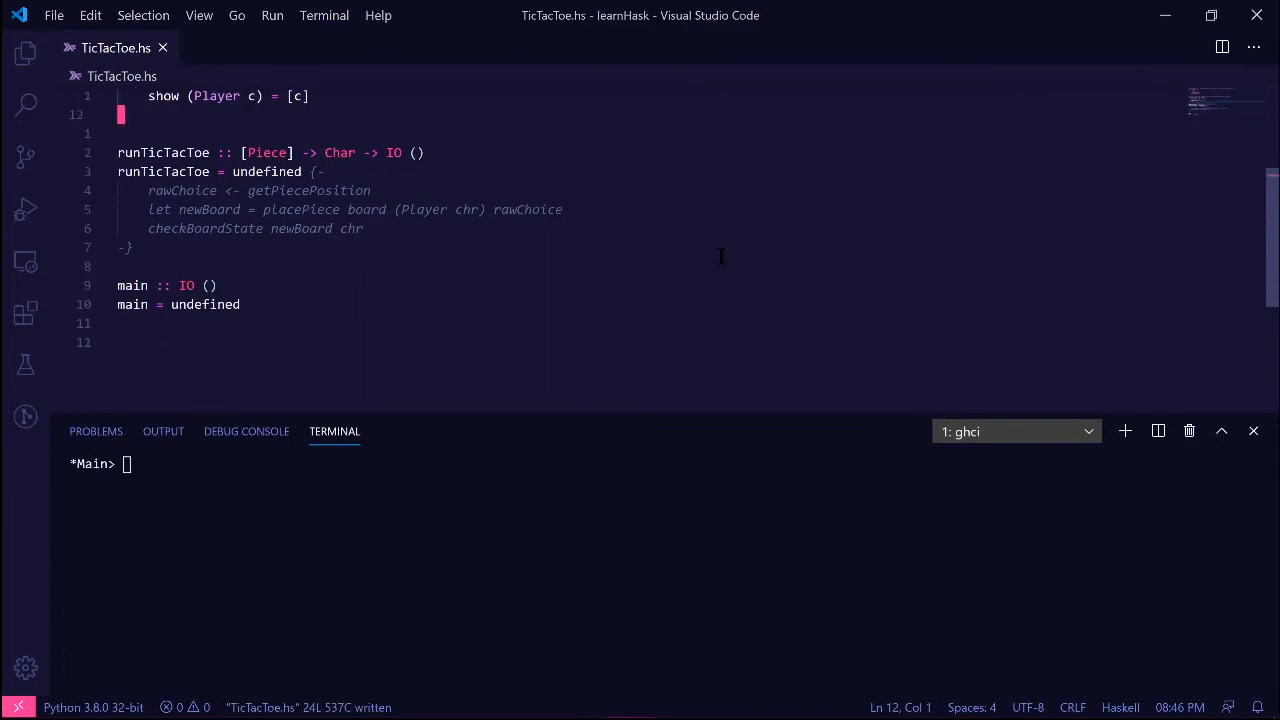 File Edit Selection View Go Run Terminal Help TicTacToe.hs - learnHask - Visual Studio Code
TicTacToe.hs
TicTacToe.hs
1 show (Player c) = [c]
12
1
2 runTicTacToe :: [Piece] -> Char -> IO ()
3 runTicTacToe = undefined {-
4 rawChoice <- getPiecePosition
5 let newBoard = placePiece board (Player chr) rawChoice
6 checkBoardState newBoard chr
7 -}
8
9 main :: IO ()
10 main = undefined
11
12
PROBLEMS OUTPUT DEBUG CONSOLE TERMINAL 1: ghci
*Main>
Python 3.8.0 32-bit 0 0 "TicTacToe.hs" 24L 537C written Ln 12, Col 1 Spaces: 4 UTF-8 CRLF Haskell 08:46 PM